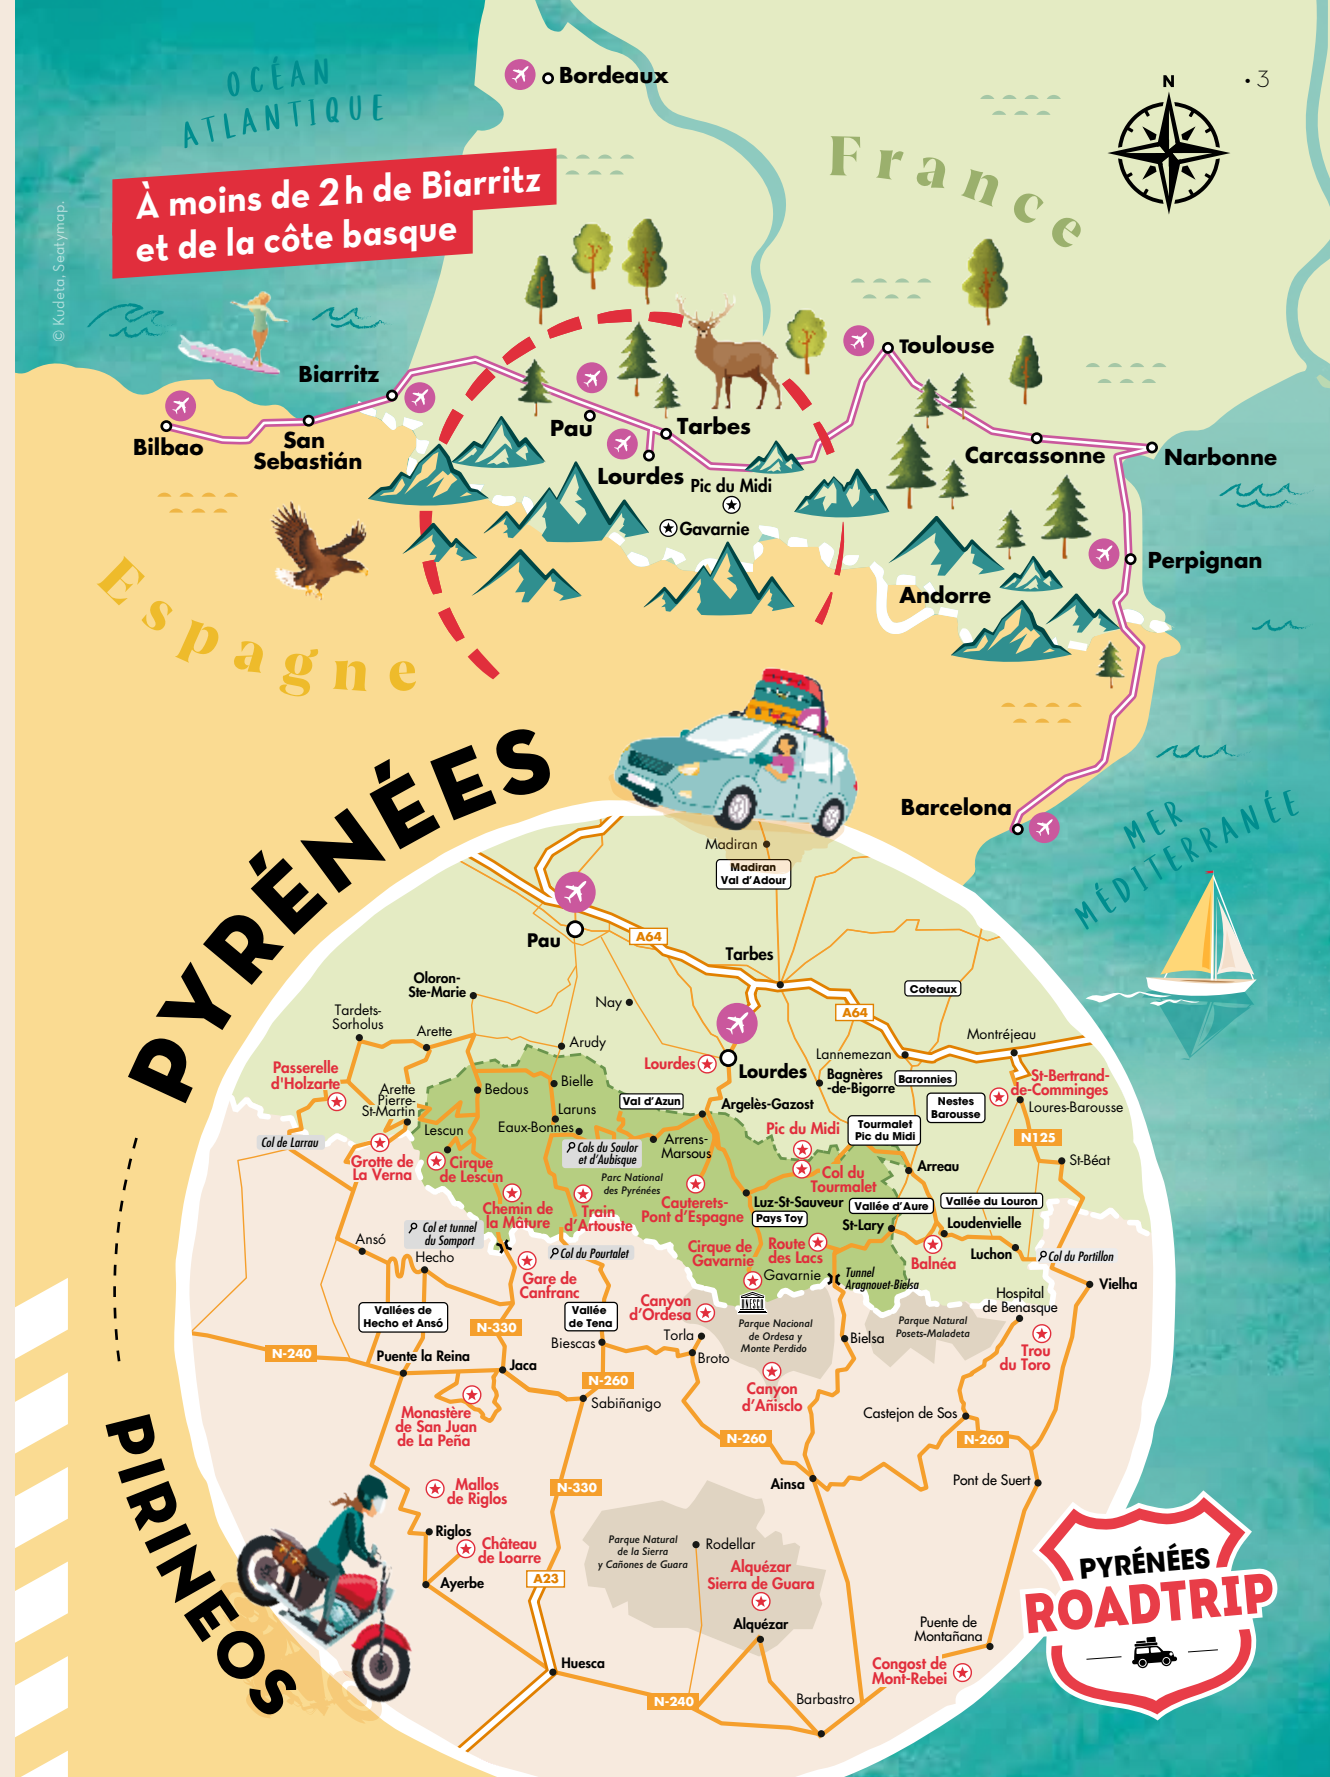 • 3
OCÉAN
ATLANTIQUE
Bordeaux
N
France
À moins de 2h de Biarritz
et de la côte basque
© Kudeta, Seatymap.
Biarritz
Bilbao
San
Sebastián
Pau
Tarbes
Lourdes
Pic du Midi
Gavarnie
Toulouse
Carcassonne
Narbonne
Perpignan
Andorre
Espagne
Barcelona
MER
MÉDITERRANÉE
PYRÉNÉES
PIRINEOS
Madiran
Madiran
Val d'Adour
Pau
A64
Tarbes
Oloron-
Ste-Marie
Nay
Coteaux
A64
Tardets-
Sorholus
Arette
Arudy
Montréjeau
Lannemezan
Lourdes
Lourdes
Passerelle
d'Holzarte
Arette
Pierre-
St-Martin
Bedous
Bielle
Bagnères
-de-Bigorre
Baronnies
St-Bertrand-
de-Comminges
Loures-Barousse
Nestes
Barousse
Val d'Azun
Argelès-Gazost
Laruns
Eaux-Bonnes
Lescun
Col de Larrau
Pic du Midi
Tourmalet
Pic du Midi
N125
Arrens-
Marsous
Cols du Soulor
et d'Aubisque
Grotte de
La Verna
Cirque
de Lescun
Parc National
des Pyrénées
Col du
Tourmalet
Arreau
St-Béat
Chemin de
la Mâture
Train
d'Artouste
Cauterets-
Pont d'Espagne
Luz-St-Sauveur
Pays Toy
Vallée d'Aure
Vallée du Louron
St-Lary
Loudenvielle
Col et tunnel
du Somport
Ansó
Hecho
Col du Pourtalet
Cirque de
Gavarnie
Route
des Lacs
Balnéa
Luchon
Col du Portillon
Gare de
Canfranc
Gavarnie
Tunnel
Aragnouet-Bielsa
Vielha
Hospital
de Benasque
UNESCO
Canyon
d'Ordesa
Vallées de
Hecho et Ansó
Vallée
de Tena
N-330
Torla
Parque Nacional
de Ordesa y
Monte Perdido
Parque Natural
Posets-Maladeta
Biescas
Bielsa
Trou
du Toro
N-240
Puente la Reina
Jaca
Broto
N-260
Canyon
d'Añisclo
Sabiñanigo
Monastère
de San Juan
de La Peña
Castejon de Sos
N-260
N-260
Ainsa
Pont de Suert
Mallos
de Riglos
N-330
Riglos
Château
de Loarre
Parque Natural
de la Sierra
y Cañones de Guara
Rodellar
Alquézar
Sierra de Guara
A23
Ayerbe
Alquézar
Puente de
Montañana
Huesca
Congost de
Mont-Rebei
N-240
Barbastro
PYRÉNÉES
ROADTRIP